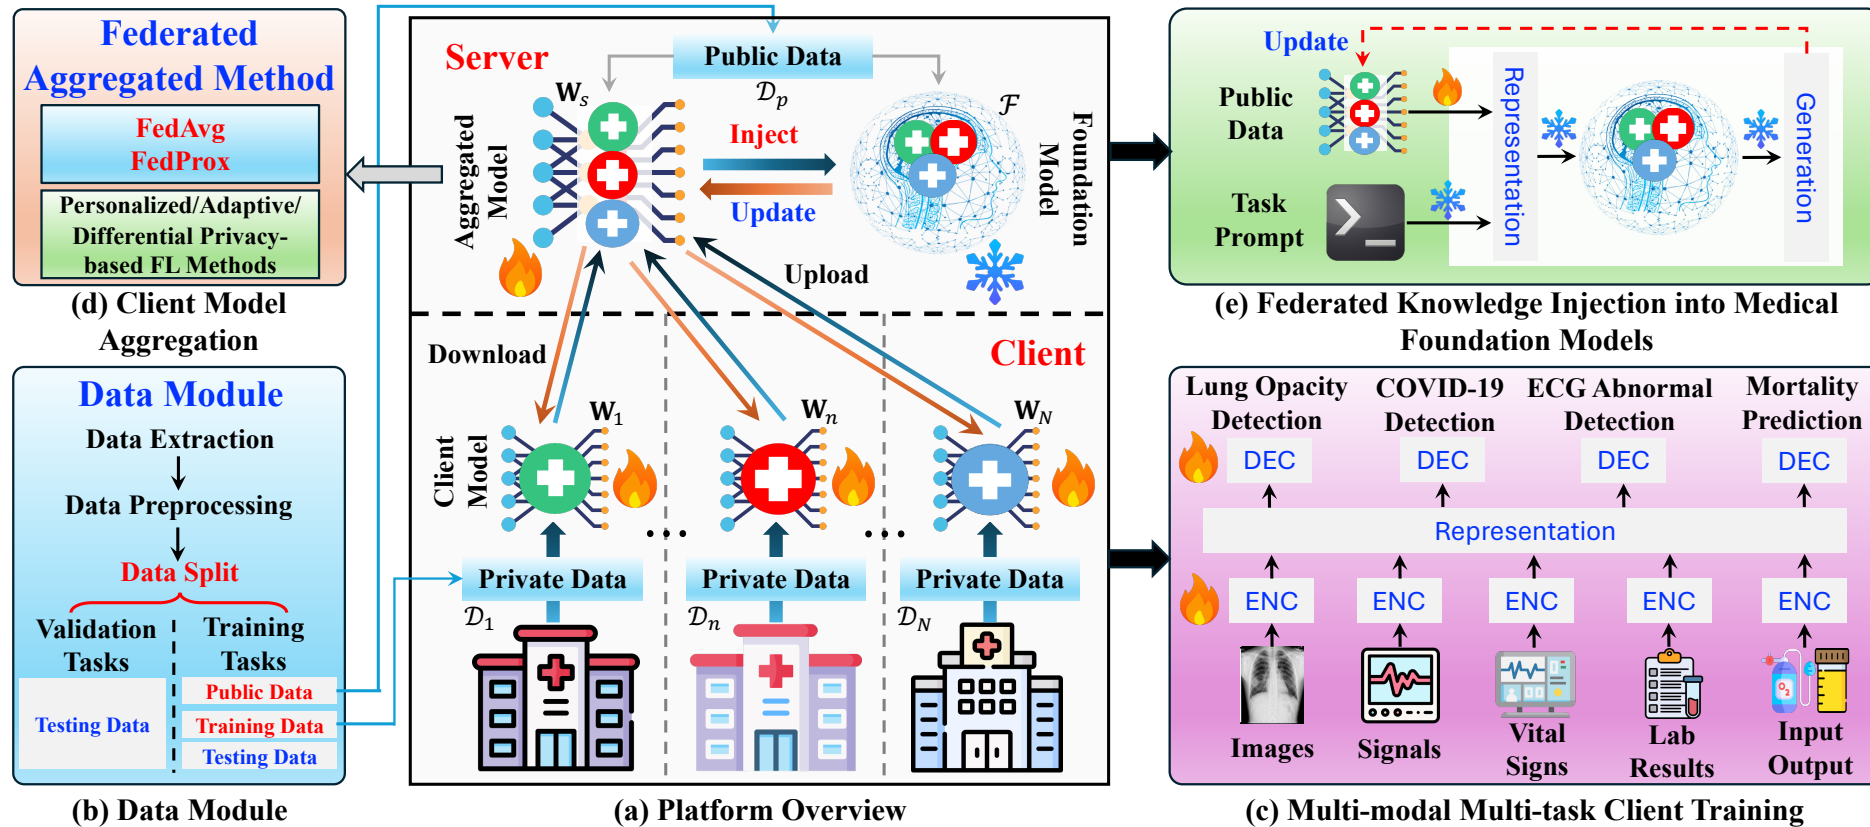 Federated
Aggregated Method
FedAvg
FedProx
Personalized/Adaptive/
Differential Privacy-
based FL Methods
(d) Client Model
Aggregation
Data Module
Data Extraction
Data Preprocessing
Data Split
Validation
Tasks
Training
Tasks
Testing Data
Public Data
Training Data
Testing Data
(b) Data Module
Server
Public Data
𝒟p
Ws
ℱ
Aggregated
Model
Inject
Update
Foundation
Model
Upload
Download
Client
Client
Model
W1
Wn
WN
...
...
Private Data
Private Data
Private Data
𝒟1
𝒟n
𝒟N
(a) Platform Overview
Update
Public
Data
Task
Prompt
Representation
Generation
(e) Federated Knowledge Injection into Medical
Foundation Models
Lung Opacity
Detection
COVID-19
Detection
ECG Abnormal
Detection
Mortality
Prediction
DEC
DEC
DEC
DEC
Representation
ENC
ENC
ENC
ENC
ENC
O2
Images
Signals
Vital
Signs
Lab
Results
Input
Output
(c) Multi-modal Multi-task Client Training